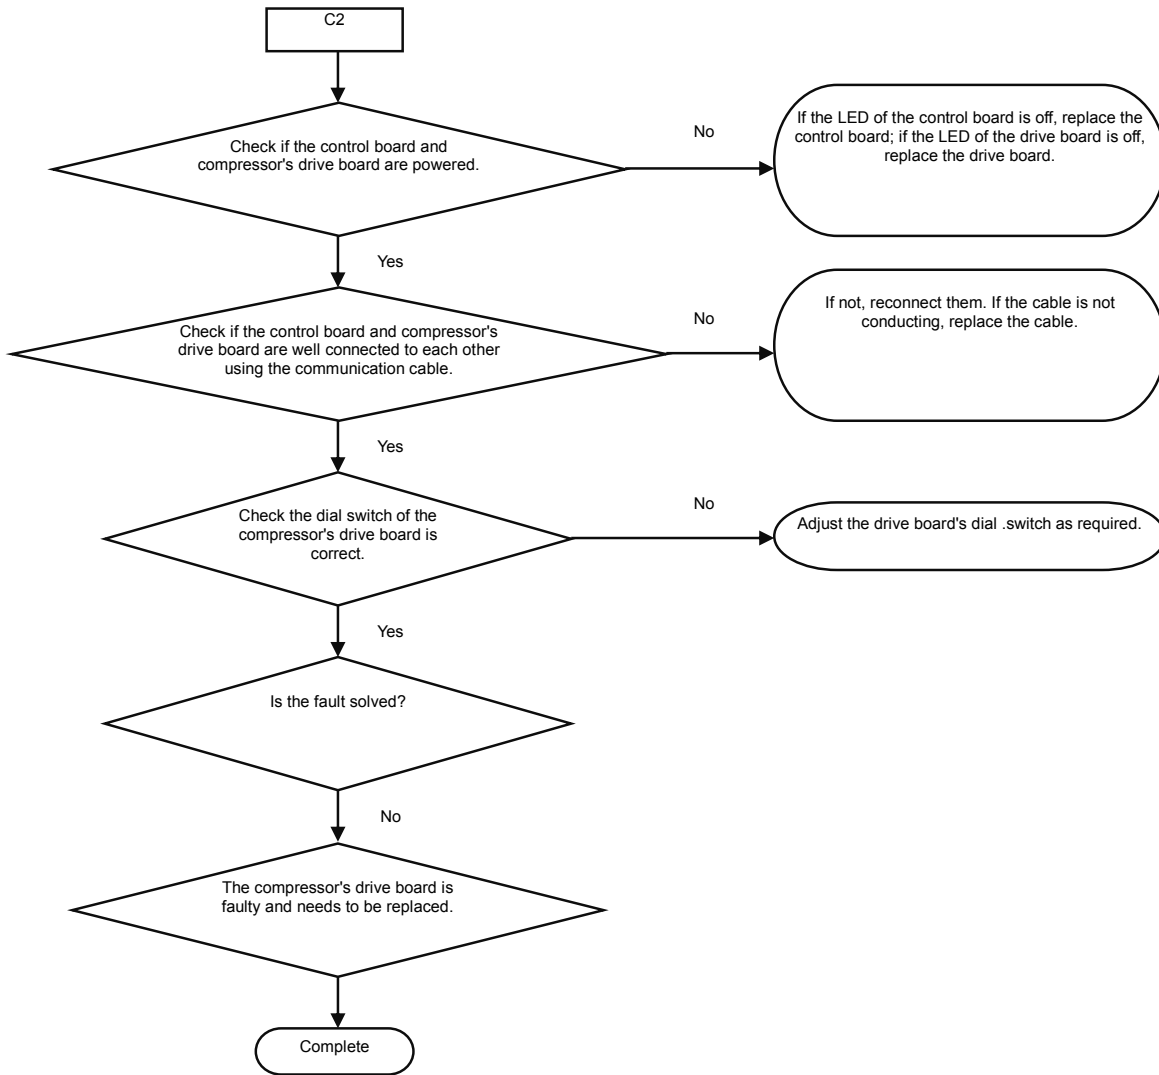 C2
Check if the control board and
compressor's drive board are powered.
No
If the LED of the control board is off, replace the
control board; if the LED of the drive board is off,
replace the drive board.
Yes
Check if the control board and compressor's
drive board are well connected to each other
using the communication cable.
No
If not, reconnect them. If the cable is not
conducting, replace the cable.
Yes
Check the dial switch of the
compressor's drive board is
correct.
No
Adjust the drive board's dial .switch as required.
Yes
Is the fault solved?
No
The compressor's drive board is
faulty and needs to be replaced.
Complete